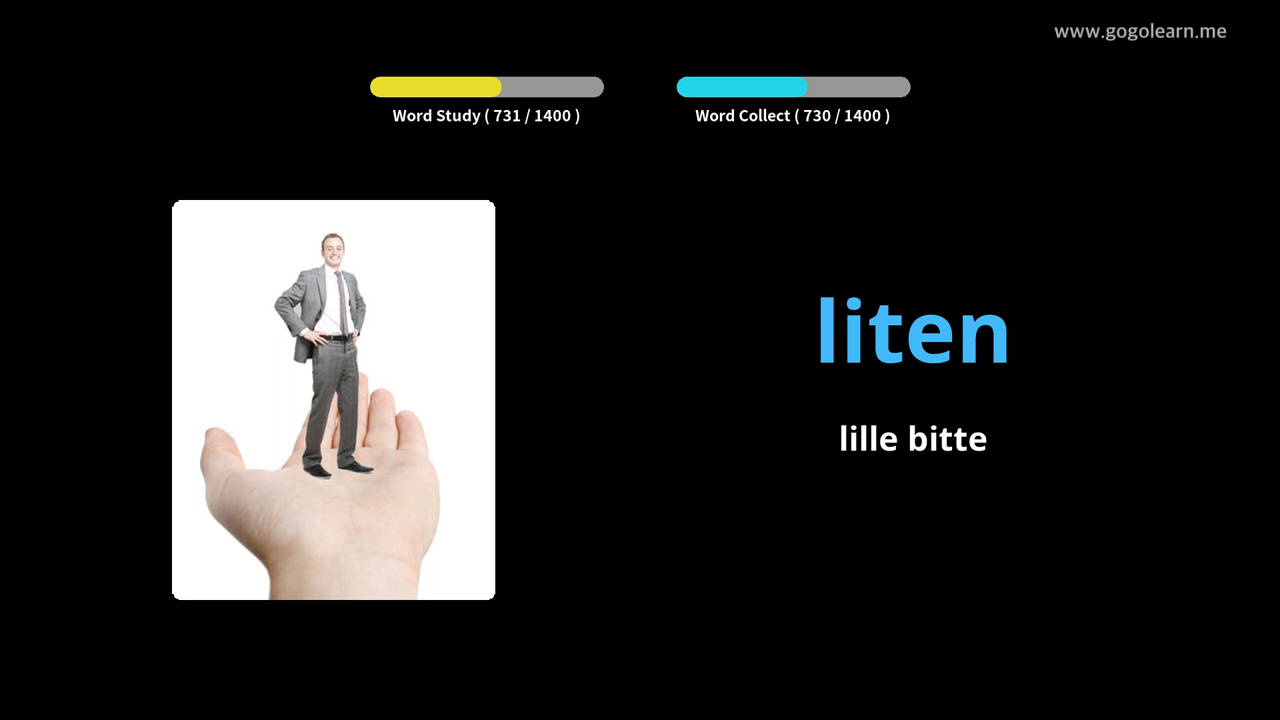 www.gogolearn.me
Word Study ( 731 / 1400 )
Word Collect ( 730 / 1400 )
liten
lille bitte